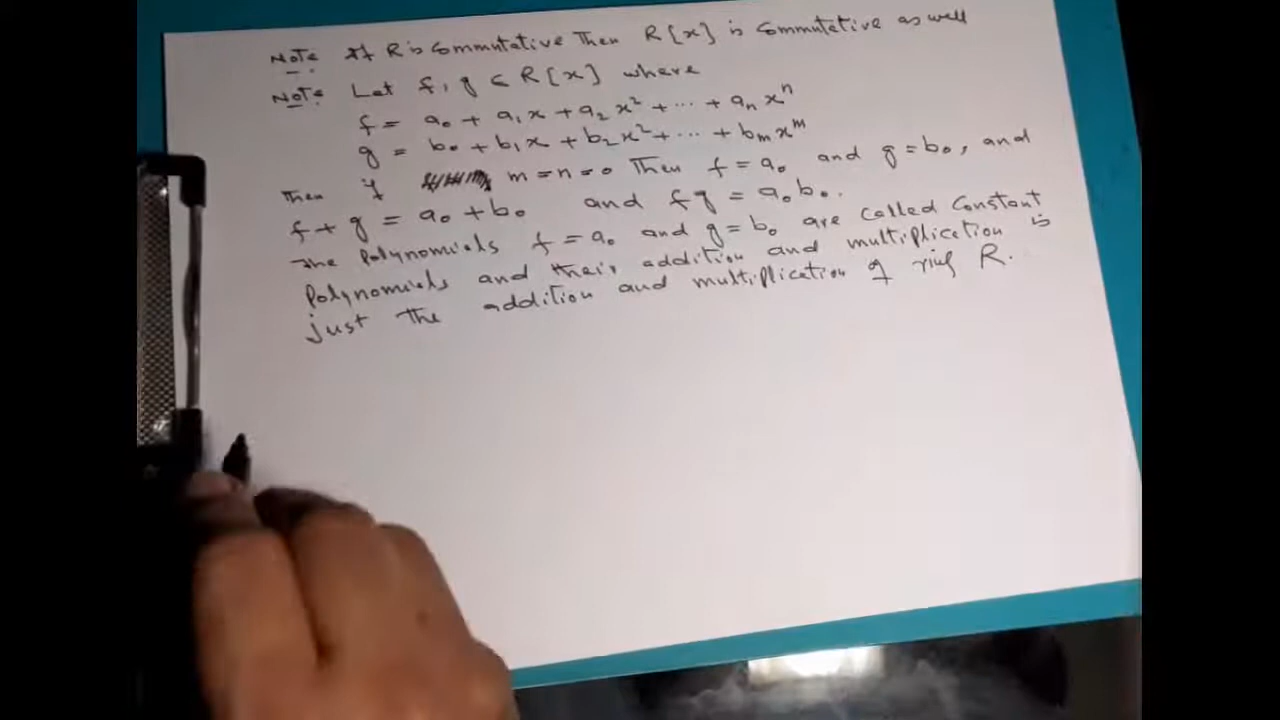 Note: If R is Commutative Then R[x] is Commutative as well
Note: Let f, g ∈ R[x] where
f = a₀ + a₁x + a₂x² + ... + aₙxⁿ
g = b₀ + b₁x + b₂x² + ... + bₘxᵐ
Then if m = n = 0 Then f = a₀ and g = b₀, and
f + g = a₀ + b₀ and fg = a₀b₀.
The polynomials f = a₀ and g = b₀ are called Constant
polynomials and their addition and multiplication is
just the addition and multiplication of ring R.